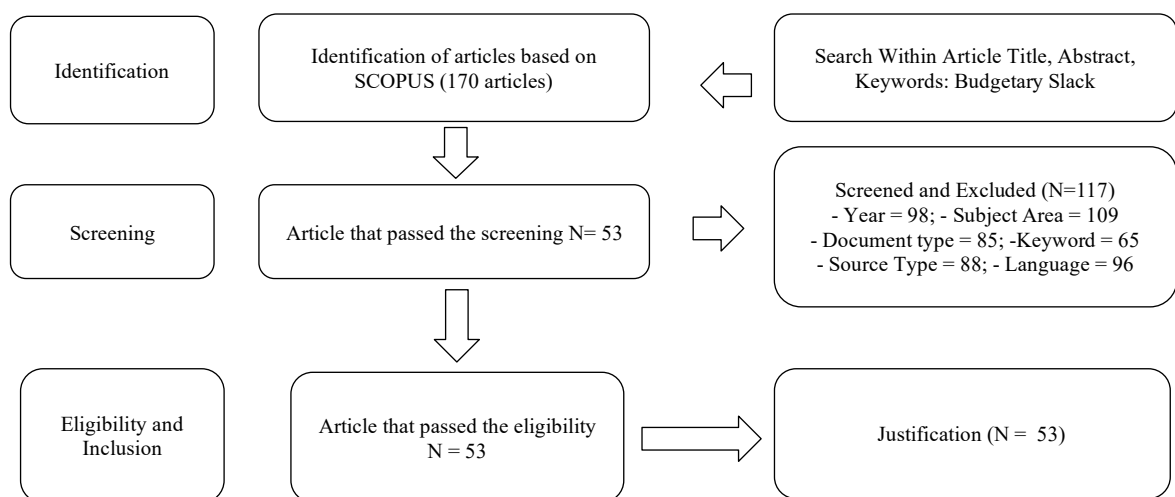 Identification
Identification of articles based on
SCOPUS (170 articles)
Search Within Article Title, Abstract,
Keywords: Budgetary Slack
Screening
Article that passed the screening N= 53
Screened and Excluded (N=117)
- Year = 98; - Subject Area = 109
- Document type = 85; -Keyword = 65
- Source Type = 88; - Language = 96
Eligibility and
Inclusion
Article that passed the eligibility
N = 53
Justification (N = 53)